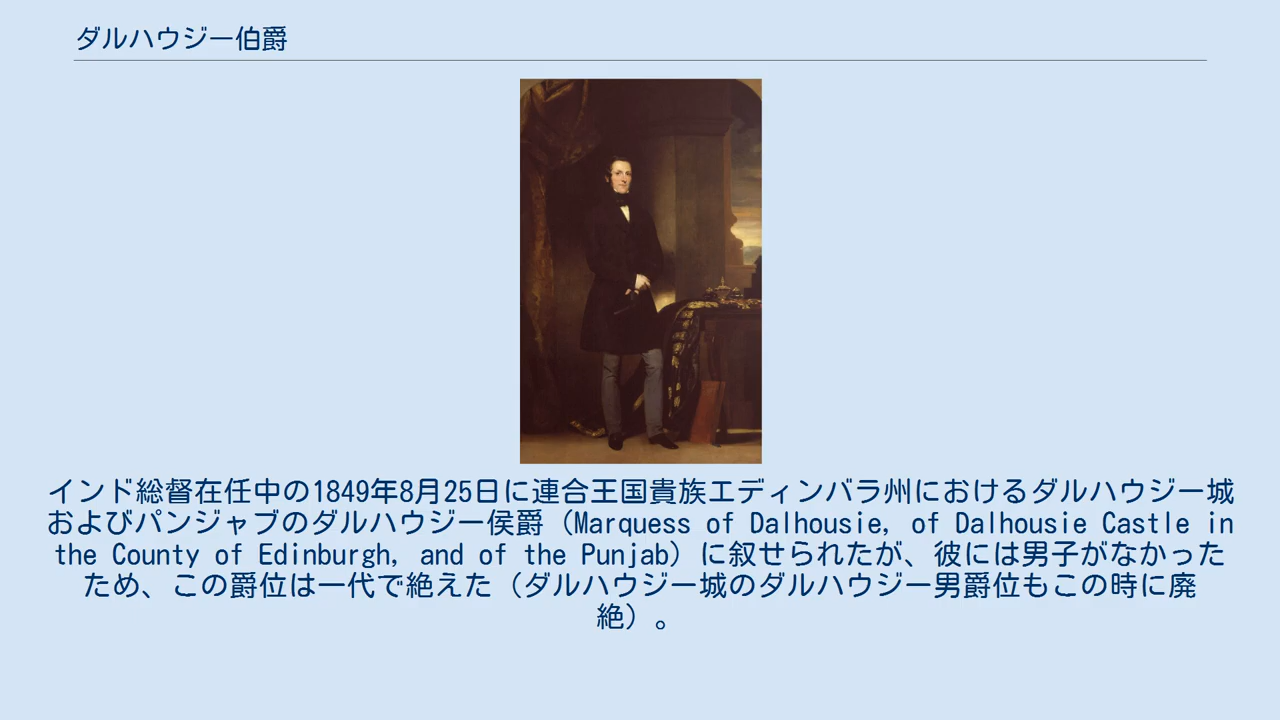 ダルハウジー伯爵
インド総督在任中の1849年8月25日に連合王国貴族エディンバラ州におけるダルハウジー城
およびパンジャブのダルハウジー侯爵（Marquess of Dalhousie, of Dalhousie Castle in
the County of Edinburgh, and of the Punjab）に叙せられたが、彼には男子がなかった
ため、この爵位は一代で絶えた（ダルハウジー城のダルハウジー男爵位もこの時に廃
絶）。